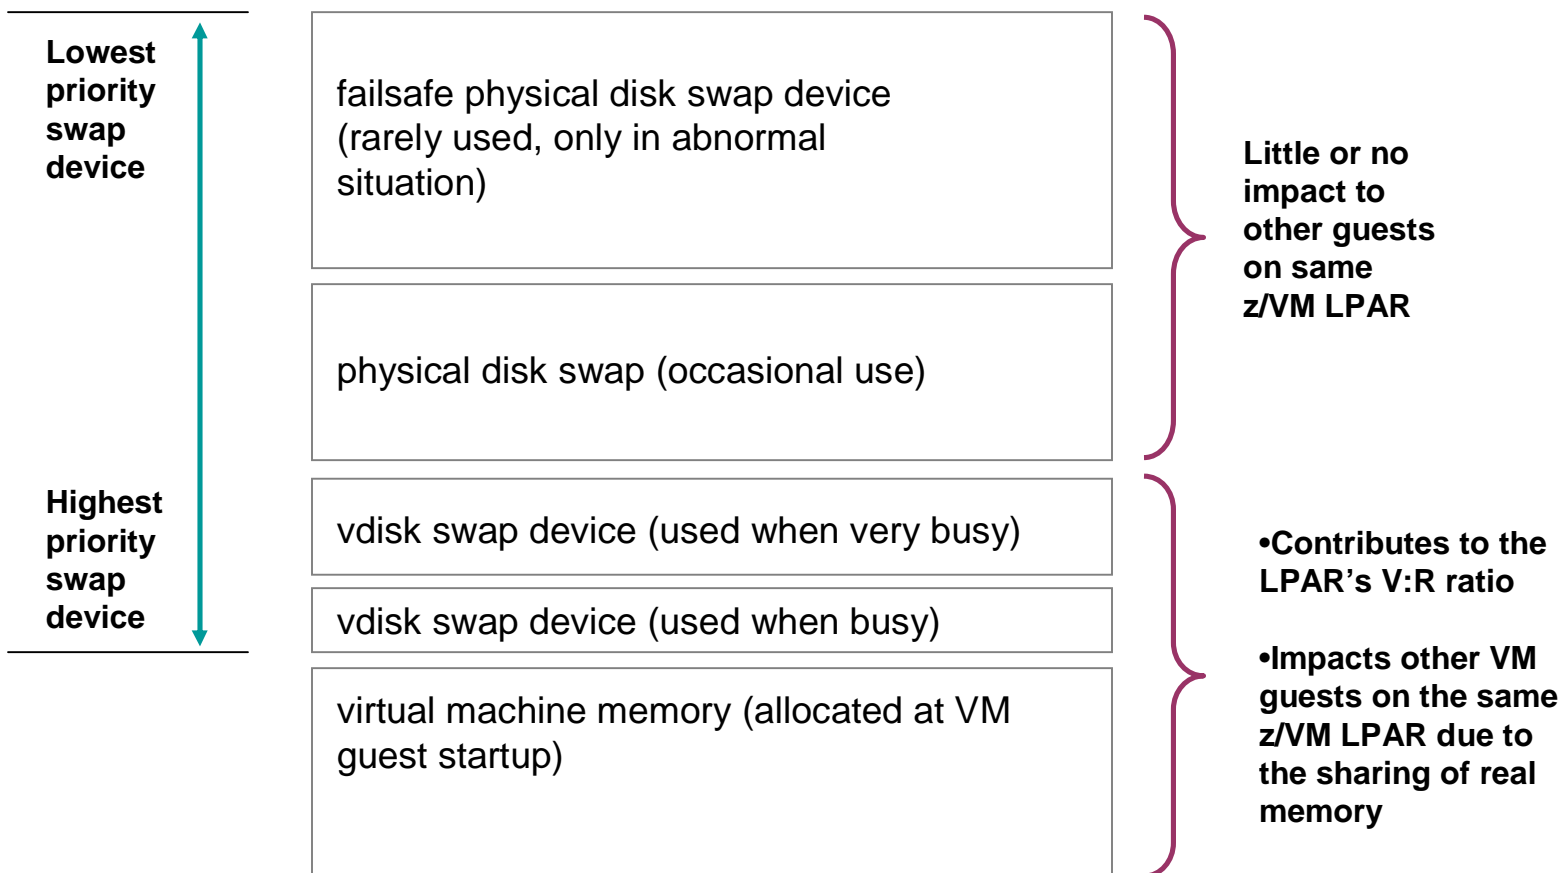 Lowest
priority
swap
device
failsafe physical disk swap device
(rarely used, only in abnormal
situation)
Little or no
impact to
other guests
on same
z/VM LPAR
physical disk swap (occasional use)
Highest
priority
swap
device
vdisk swap device (used when very busy)
vdisk swap device (used when busy)
virtual machine memory (allocated at VM
guest startup)
•Contributes to the
LPAR’s V:R ratio
•Impacts other VM
guests on the same
z/VM LPAR due to
the sharing of real
memory